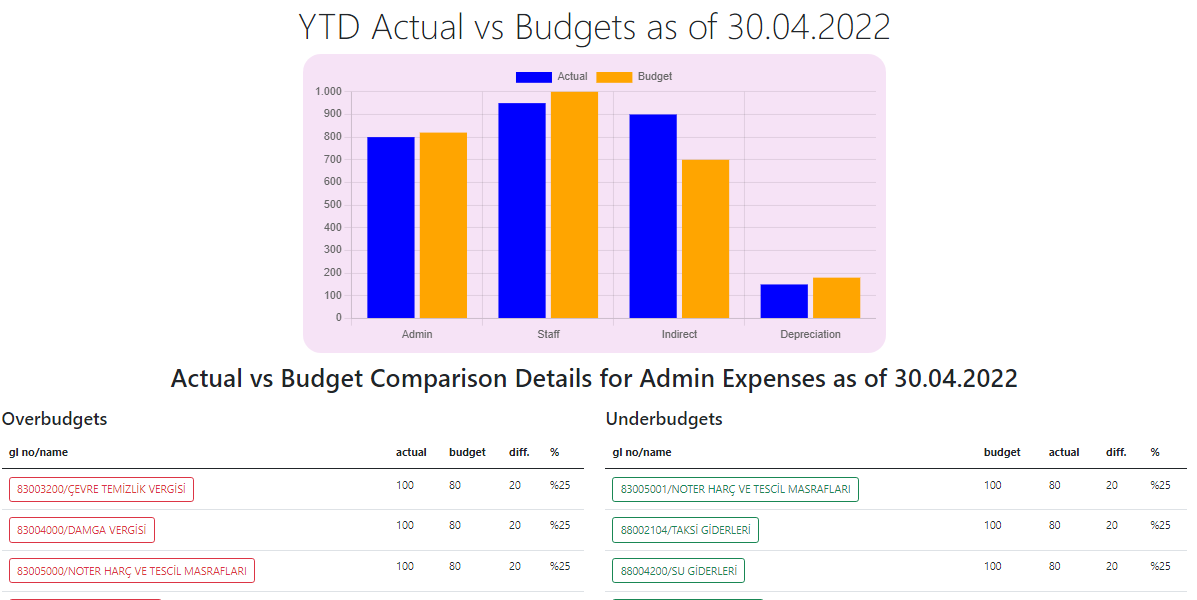 YTD Actual vs Budgets as of 30.04.2022
Actual Budget
1.000
900
800
700
600
500
400
300
200
100
0
Admin Staff Indirect Depreciation
Actual vs Budget Comparison Details for Admin Expenses as of 30.04.2022
Overbudgets
gl no/name actual budget diff. %
83003200/ÇEVRE TEMİZLİK VERGİSİ 100 80 20 %25
83004000/DAMGA VERGİSİ 100 80 20 %25
83005000/NOTER HARÇ VE TESCİL MASRAFLARI 100 80 20 %25
Underbudgets
gl no/name budget actual diff. %
83005001/NOTER HARÇ VE TESCİL MASRAFLARI 100 80 20 %25
88002104/TAKSİ GİDERLERİ 100 80 20 %25
88004200/SU GİDERLERİ 100 80 20 %25